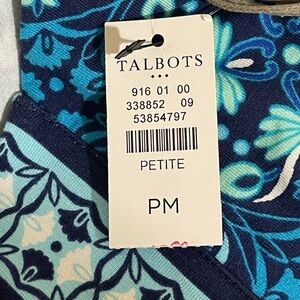 TALBOTS
916 01 00
338852 09
53854797
PETITE
PM